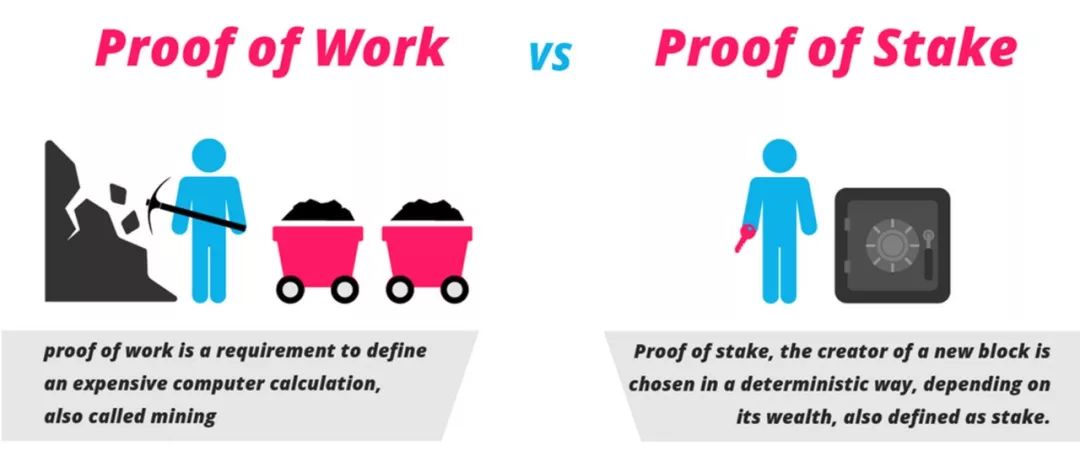 Proof of Work vs Proof of Stake
proof of work is a requirement to define
an expensive computer calculation,
also called mining
Proof of stake, the creator of a new block is
chosen in a deterministic way, depending on
its wealth, also defined as stake.